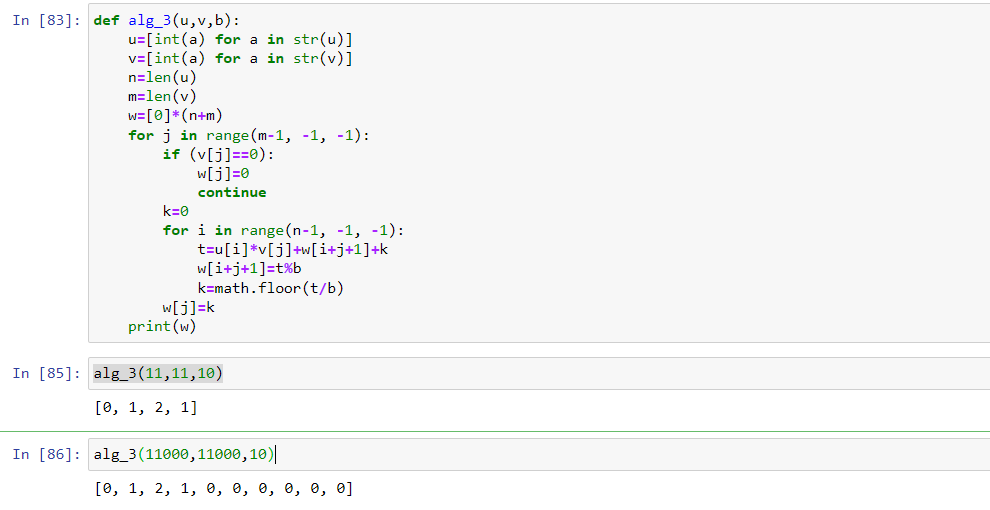 In [83]: def alg_3(u,v,b):
    u=[int(a) for a in str(u)]
    v=[int(a) for a in str(v)]
    n=len(u)
    m=len(v)
    w=[0]*(n+m)
    for j in range(m-1, -1, -1):
        if (v[j]==0):
            w[j]=0
            continue
        k=0
        for i in range(n-1, -1, -1):
            t=u[i]*v[j]+w[i+j+1]+k
            w[i+j+1]=t%b
            k=math.floor(t/b)
        w[j]=k
    print(w)
In [85]: alg_3(11,11,10)
[0, 1, 2, 1]
In [86]: alg_3(11000,11000,10)
[0, 1, 2, 1, 0, 0, 0, 0, 0, 0]